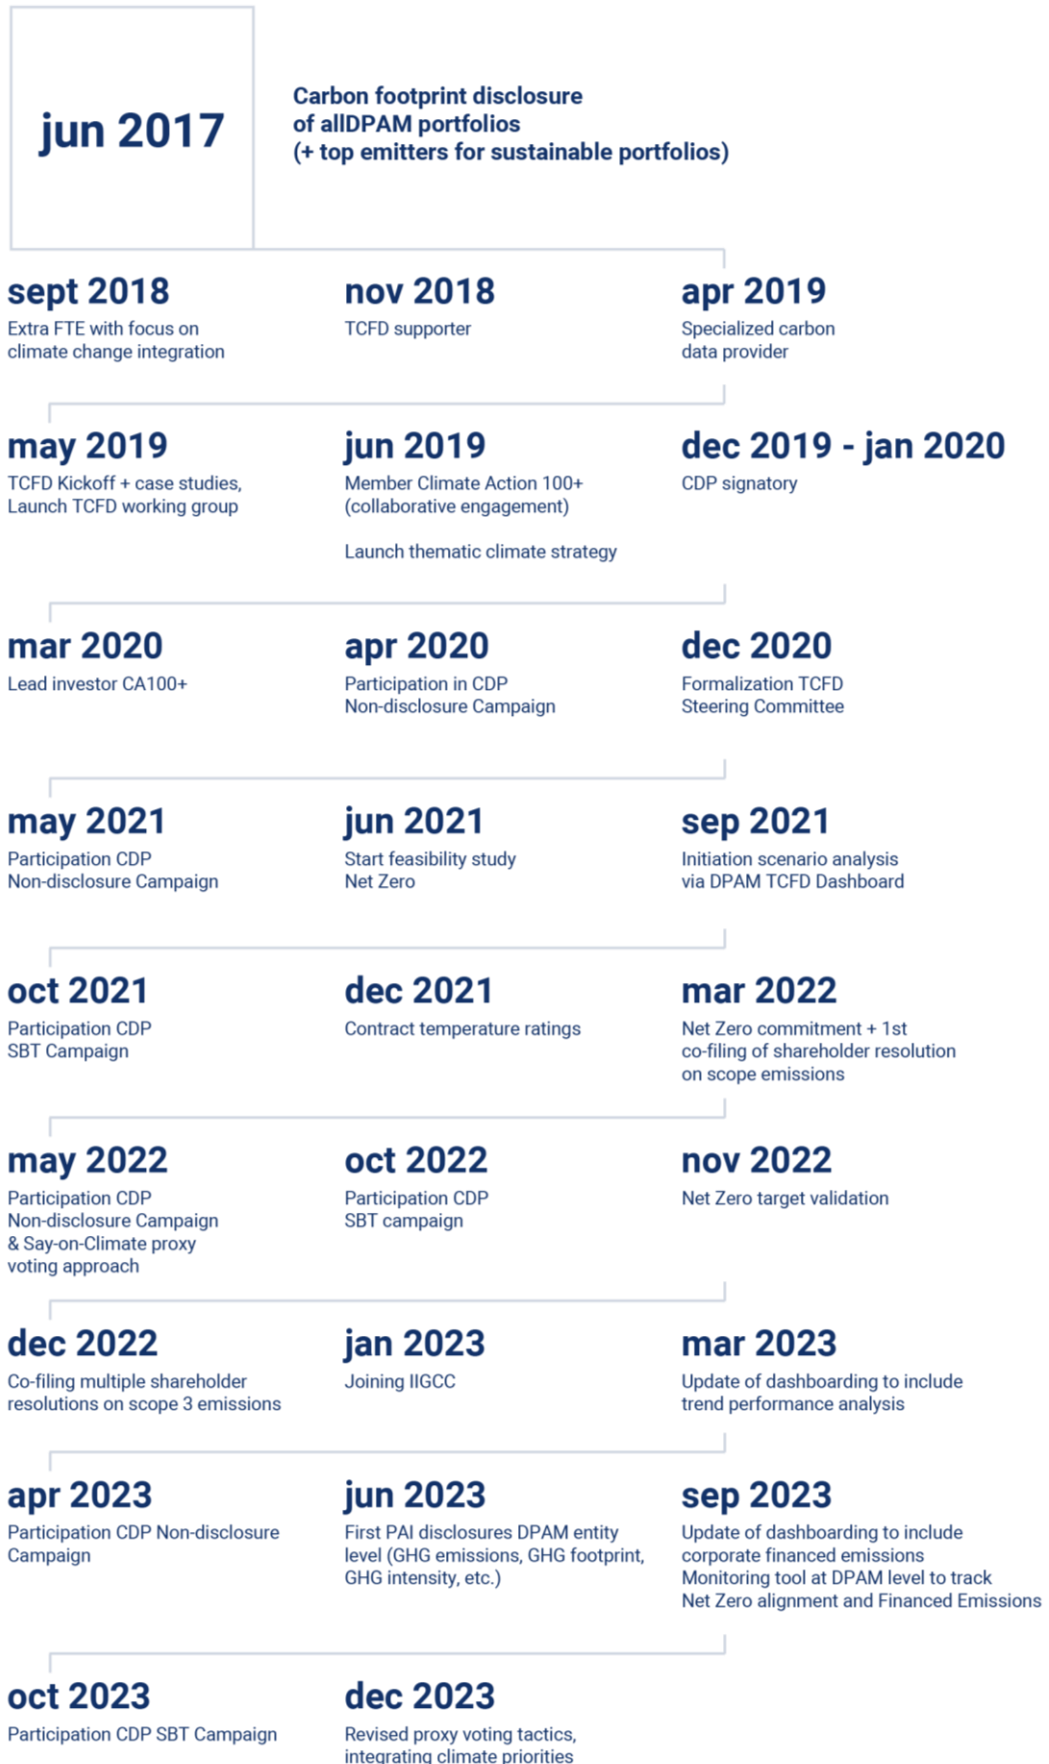 jun 2017
Carbon footprint disclosure
of allDPAM portfolios
(+ top emitters for sustainable portfolios)
sept 2018
Extra FTE with focus on
climate change integration
nov 2018
TCFD supporter
apr 2019
Specialized carbon
data provider
may 2019
TCFD Kickoff + case studies,
Launch TCFD working group
jun 2019
Member Climate Action 100+
(collaborative engagement)
Launch thematic climate strategy
dec 2019 - jan 2020
CDP signatory
mar 2020
Lead investor CA100+
apr 2020
Participation in CDP
Non-disclosure Campaign
dec 2020
Formalization TCFD
Steering Committee
may 2021
Participation CDP
Non-disclosure Campaign
jun 2021
Start feasibility study
Net Zero
sep 2021
Initiation scenario analysis
via DPAM TCFD Dashboard
oct 2021
Participation CDP
SBT Campaign
dec 2021
Contract temperature ratings
mar 2022
Net Zero commitment + 1st
co-filing of shareholder resolution
on scope emissions
may 2022
Participation CDP
Non-disclosure Campaign
& Say-on-Climate proxy
voting approach
oct 2022
Participation CDP
SBT campaign
nov 2022
Net Zero target validation
dec 2022
Co-filing multiple shareholder
resolutions on scope 3 emissions
jan 2023
Joining IIGCC
mar 2023
Update of dashboarding to include
trend performance analysis
apr 2023
Participation CDP Non-disclosure
Campaign
jun 2023
First PAI disclosures DPAM entity
level (GHG emissions, GHG footprint,
GHG intensity, etc.)
sep 2023
Update of dashboarding to include
corporate financed emissions
Monitoring tool at DPAM level to track
Net Zero alignment and Financed Emissions
oct 2023
Participation CDP SBT Campaign
dec 2023
Revised proxy voting tactics,
integrating climate priorities